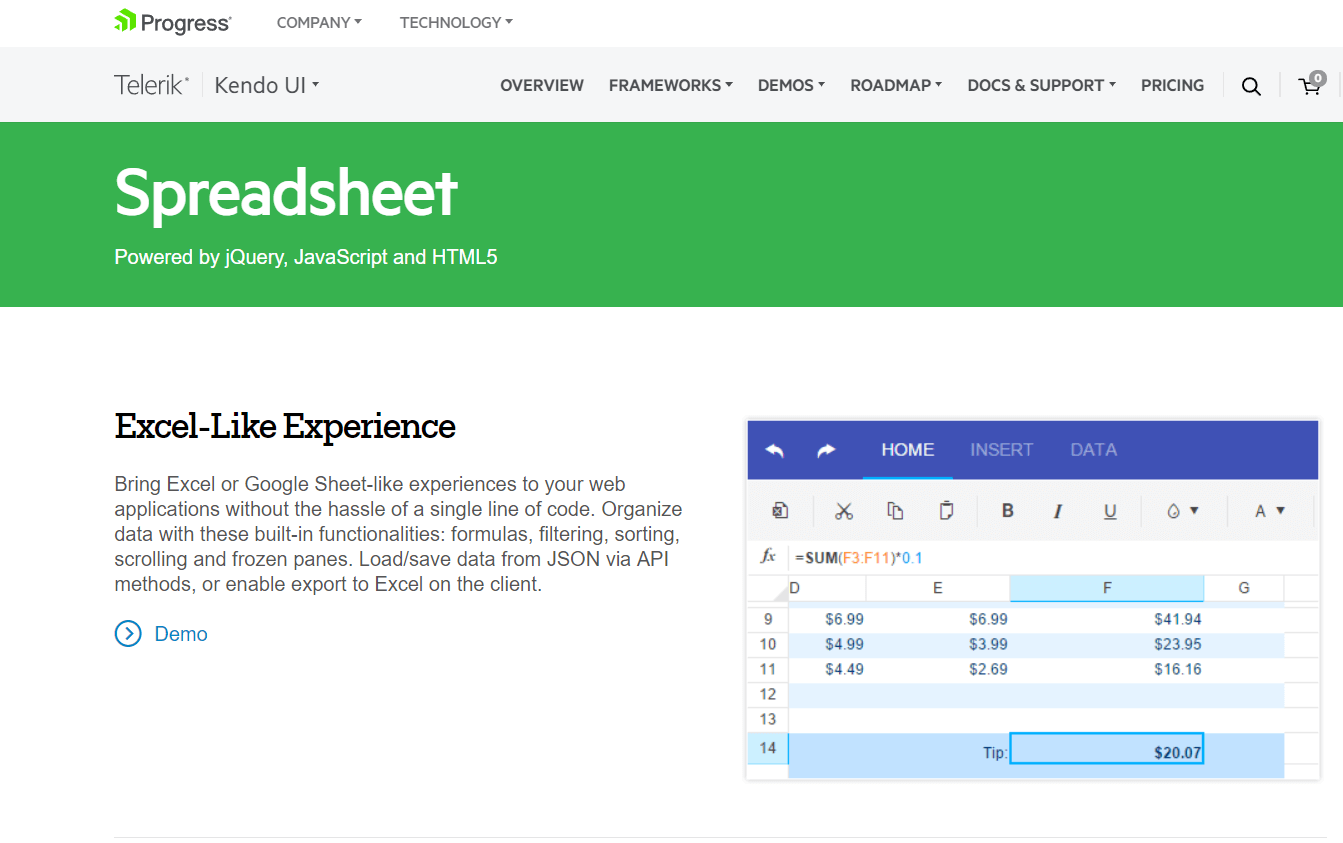 Progress COMPANY TECHNOLOGY
Telerik Kendo UI OVERVIEW FRAMEWORKS DEMOS ROADMAP DOCS & SUPPORT PRICING 0
Spreadsheet
Powered by jQuery, JavaScript and HTML5
Excel-Like Experience
Bring Excel or Google Sheet-like experiences to your web
applications without the hassle of a single line of code. Organize
data with these built-in functionalities: formulas, filtering, sorting,
scrolling and frozen panes. Load/save data from JSON via API
methods, or enable export to Excel on the client.
Demo
HOME INSERT DATA
B I U A
fx =SUM(F3:F11)*0.1
D E F G
9 $6.99 $6.99 $41.94
10 $4.99 $3.99 $23.95
11 $4.49 $2.69 $16.16
12
13
14 Tip: $20.07